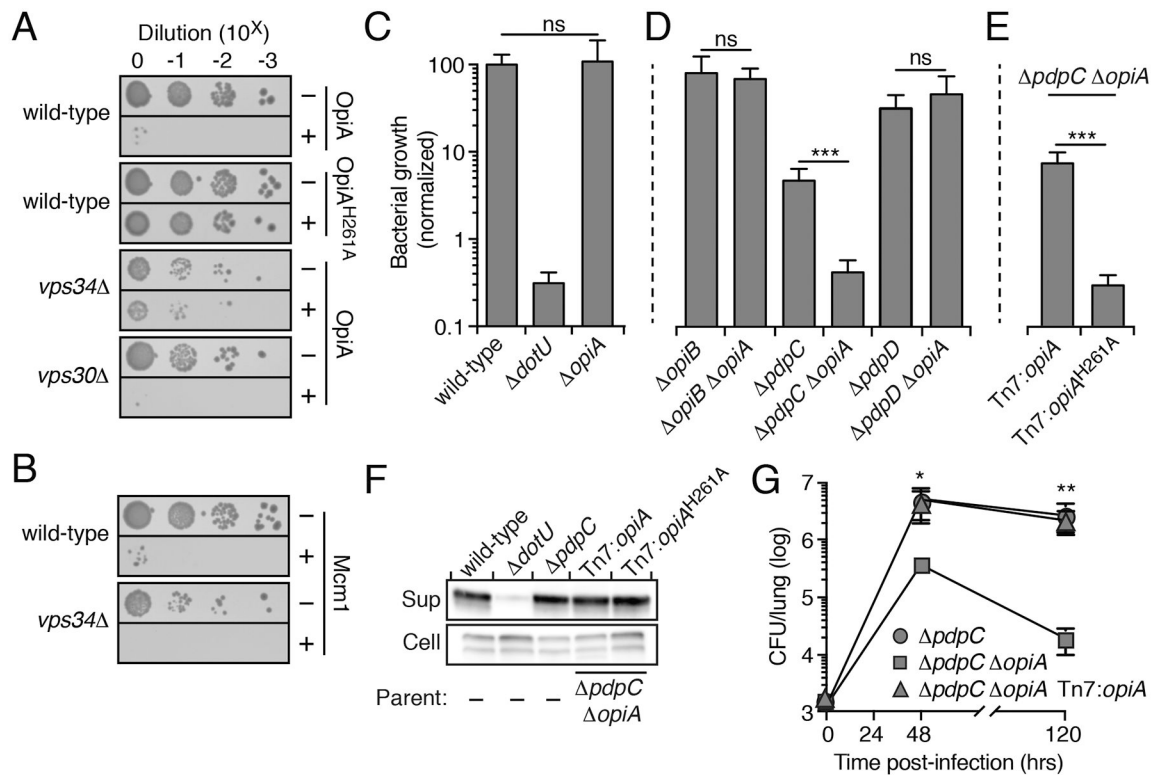 A
Dilution (10X)
0 -1 -2 -3
wild-type
−
+
OpiA
wild-type
−
+
OpiAH261A
vps34Δ
−
+
vps30Δ
−
+
OpiA
B
wild-type
−
+
vps34Δ
−
+
Mcm1
C
ns
Bacterial growth
(normalized)
100
10
1
0.1
wild-type
ΔdotU
ΔopiA
D
ns
***
ns
ΔopiB
ΔopiB ΔopiA
ΔpdpC
ΔpdpC ΔopiA
ΔpdpD
ΔpdpD ΔopiA
E
ΔpdpC ΔopiA
***
Tn7:opiA
Tn7:opiAH261A
F
wild-type
ΔdotU
ΔpdpC
Tn7:opiA
Tn7:opiAH261A
Sup
Cell
Parent: − − − ΔpdpC
ΔopiA
G
CFU/lung (log)
7
6
5
4
3
*
**
ΔpdpC
ΔpdpC ΔopiA
ΔpdpC ΔopiA Tn7:opiA
0 24 48 120
Time post-infection (hrs)